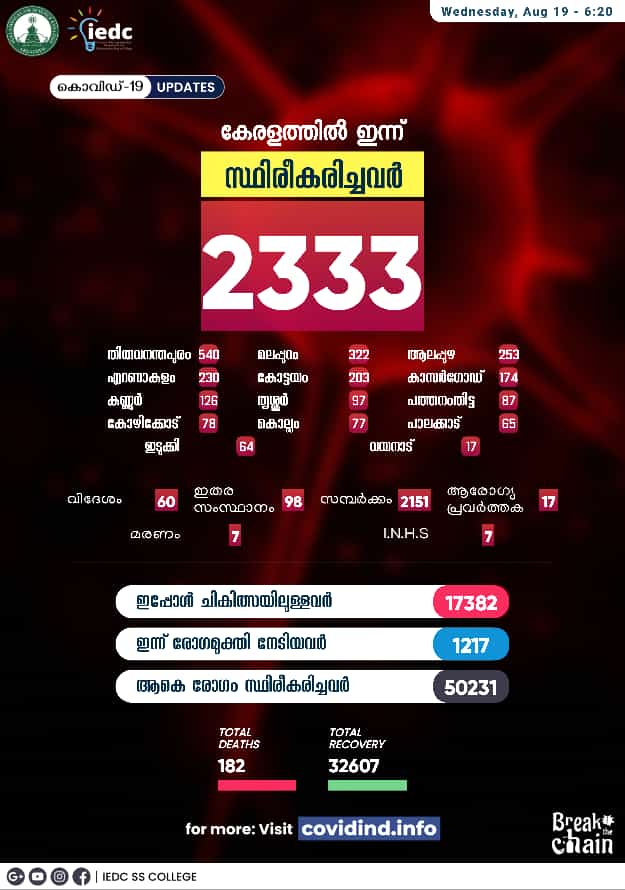 Wednesday, Aug 19 - 6:20
iedc
കൊവിഡ്-19 UPDATES
കേരളത്തിൽ ഇന്ന്
സ്ഥിരീകരിച്ചവർ
2333
തിരുവനന്തപുരം 540 മലപ്പുറം 322 ആലപ്പുഴ 253
എറണാകുളം 230 കോട്ടയം 203 കാസർഗോഡ് 174
കണ്ണൂർ 126 തൃശ്ശൂർ 97 പത്തനംതിട്ട 87
കോഴിക്കോട് 78 കൊല്ലം 77 പാലക്കാട് 65
ഇടുക്കി 64 വയനാട് 17
വിദേശം 60 ഇതര സംസ്ഥാനം 98 സമ്പർക്കം 2151 ആരോഗ്യ പ്രവർത്തക 17
മരണം 7 I.N.H.S 7
ഇപ്പോൾ ചികിത്സയിലുള്ളവർ 17382
ഇന്ന് രോഗമുക്തി നേടിയവർ 1217
ആകെ രോഗം സ്ഥിരീകരിച്ചവർ 50231
TOTAL DEATHS 182
TOTAL RECOVERY 32607
for more: Visit covidind.info
Break the chain
IEDC SS COLLEGE